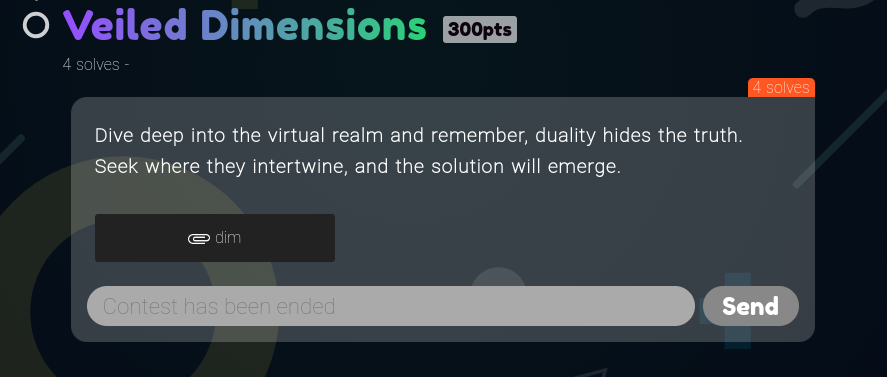 Veiled Dimensions 300pts
4 solves -
4 solves
Dive deep into the virtual realm and remember, duality hides the truth.
Seek where they intertwine, and the solution will emerge.
dim
Contest has been ended
Send